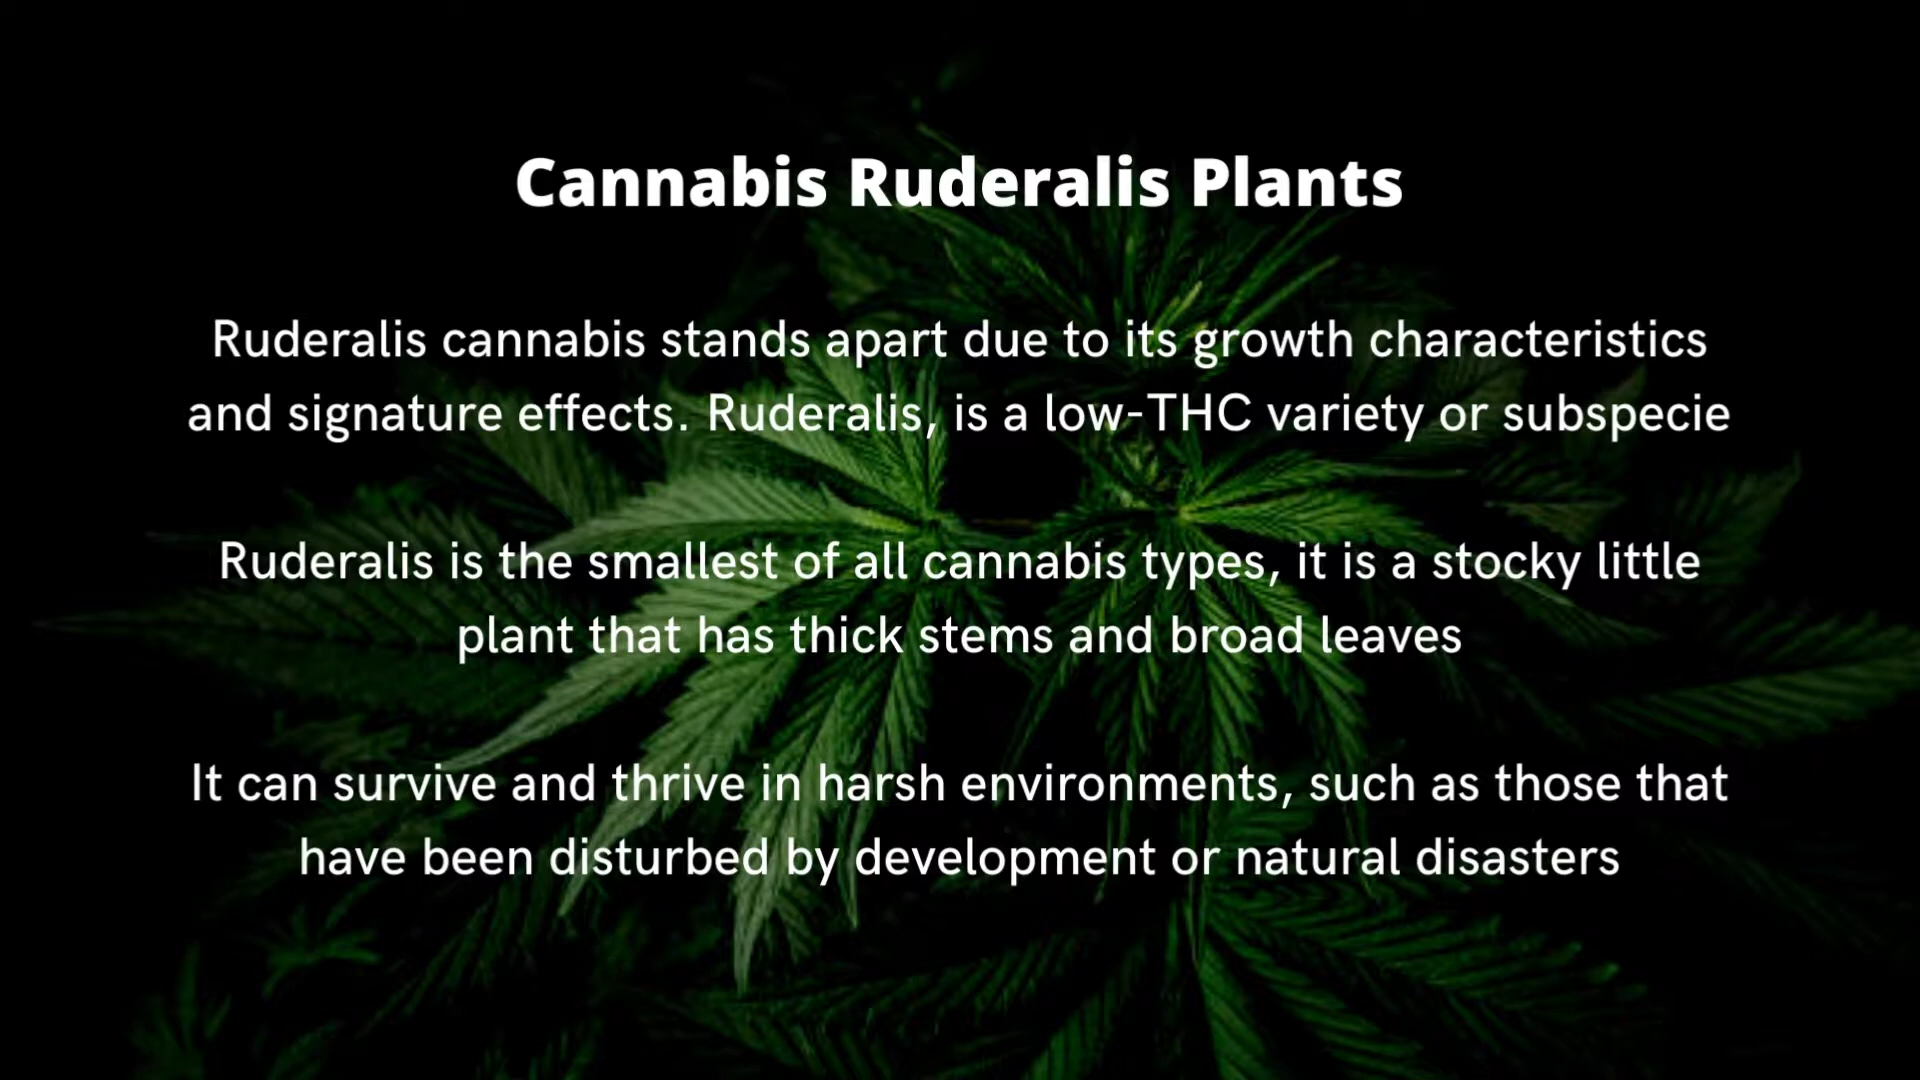 Cannabis Ruderalis Plants
Ruderalis cannabis stands apart due to its growth characteristics
and signature effects. Ruderalis, is a low-THC variety or subspecie
Ruderalis is the smallest of all cannabis types, it is a stocky little
plant that has thick stems and broad leaves
It can survive and thrive in harsh environments, such as those that
have been disturbed by development or natural disasters